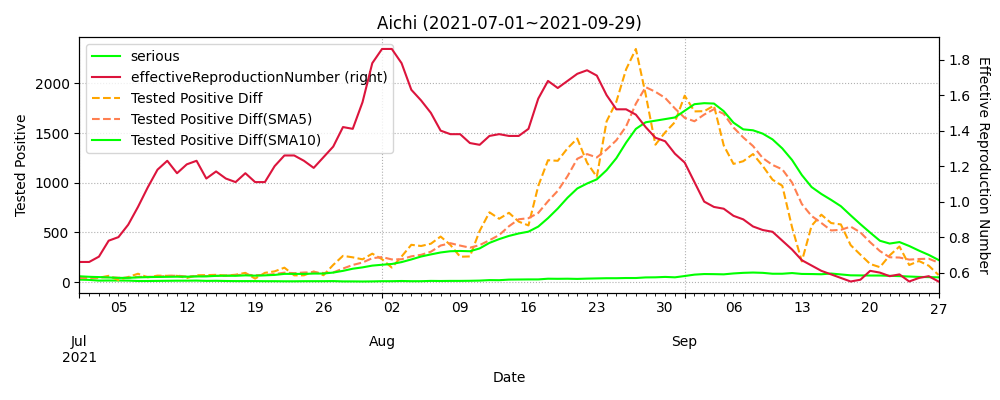 Aichi (2021-07-01~2021-09-29)
serious
effectiveReproductionNumber (right)
Tested Positive Diff
Tested Positive Diff(SMA5)
Tested Positive Diff(SMA10)
Tested Positive
2000
1500
1000
500
0
1.8
1.6
1.4
1.2
1.0
0.8
0.6
Effective Reproduction Number
05 12 19 26 02 09 16 23 30 06 13 20 27
Jul Aug Sep
2021
Date